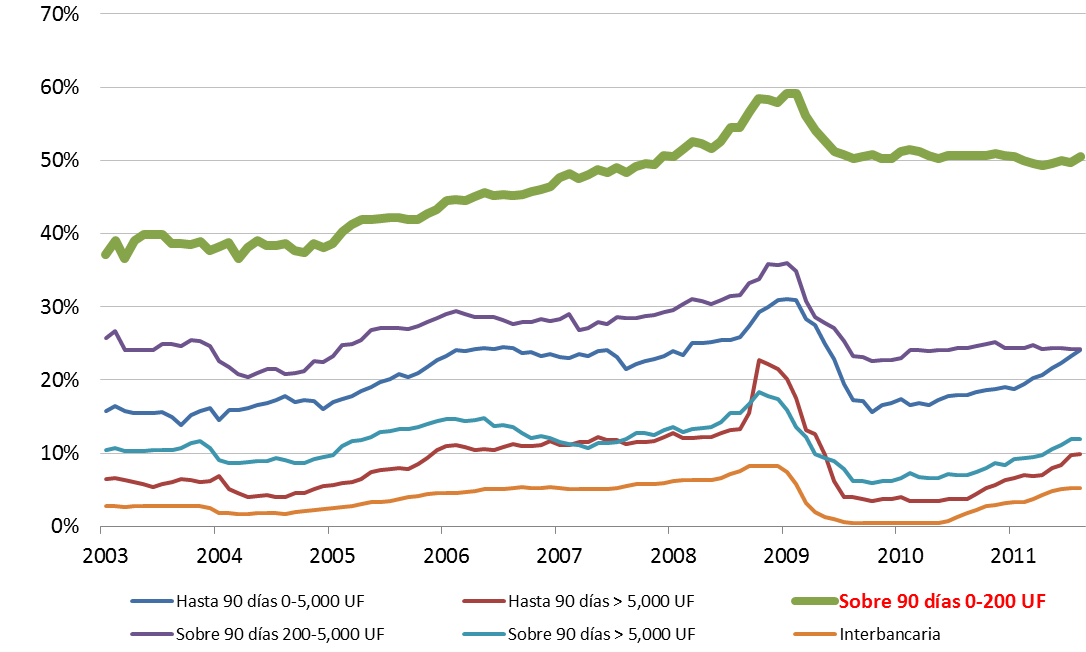 70%
60%
50%
40%
30%
20%
10%
0%
2003 2004 2005 2006 2007 2008 2009 2010 2011
Hasta 90 días 0-5,000 UF Hasta 90 días > 5,000 UF Sobre 90 días 0-200 UF
Sobre 90 días 200-5,000 UF Sobre 90 días > 5,000 UF Interbancaria